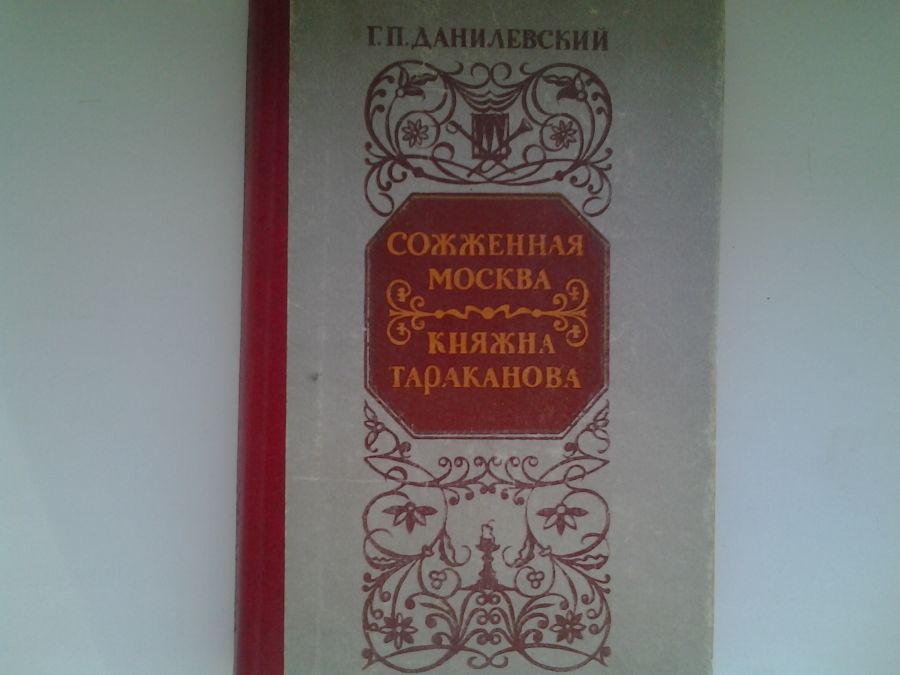 Г.П.ДАНИЛЕВСКИЙ
СОЖЖЕННАЯ
МОСКВА
КНЯЖНА
ТАРАКАНОВА